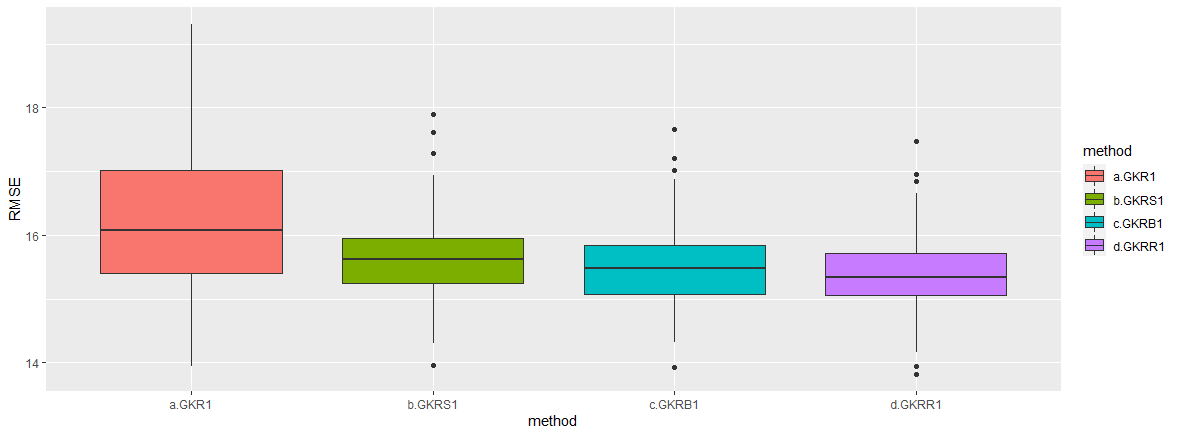 RMSE
18
16
14
a.GKR1
b.GKRS1
c.GKRB1
d.GKRR1
method
method
a.GKR1
b.GKRS1
c.GKRB1
d.GKRR1